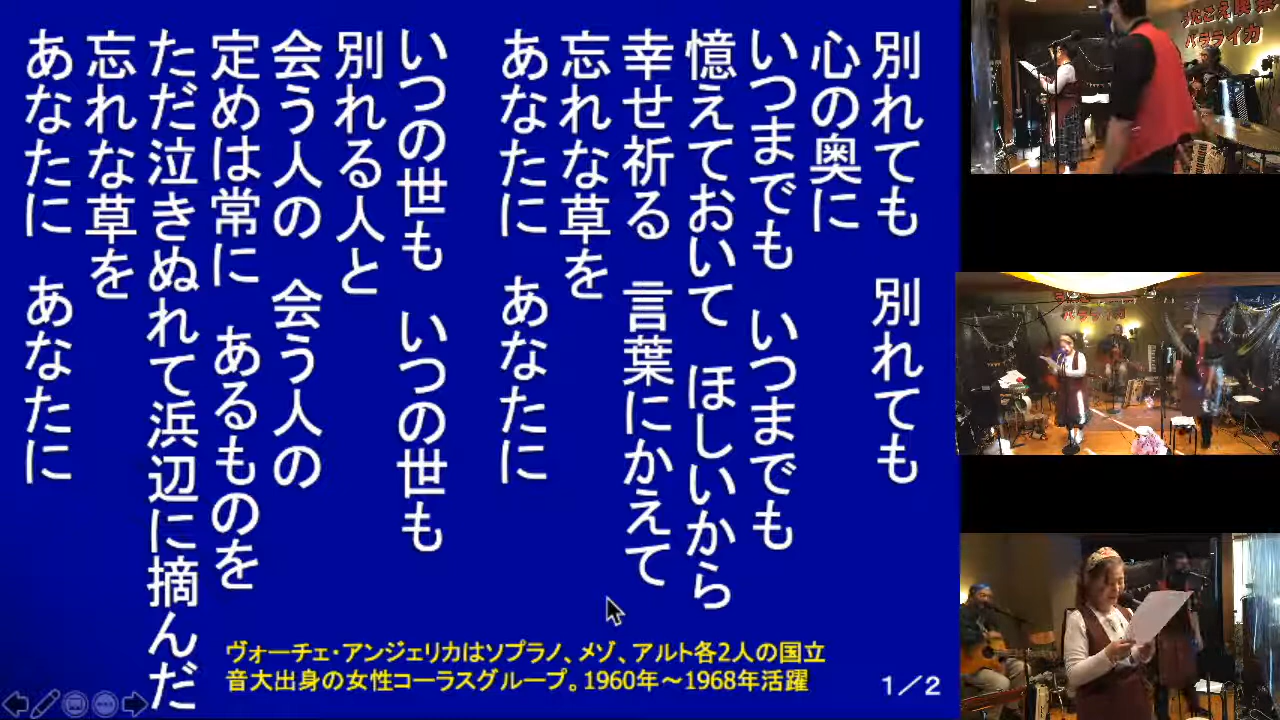 別れても 別れても
心の奥に
いつまでも いつまでも
憶えておいて ほしいから
幸せ祈る 言葉にかえて
忘れな草を
あなたに あなたに
いつの世も いつの世も
別れる人と
会う人の 会う人の
定めは常に あるものを
ただ泣きぬれて浜辺に摘んだ
忘れな草を
あなたに あなたに
ヴォーチェ・アンジェリカはソプラノ、メゾ、アルト各2人の国立
音大出身の女性コーラスグループ。1960年～1968年活躍
1／2
バラライカ